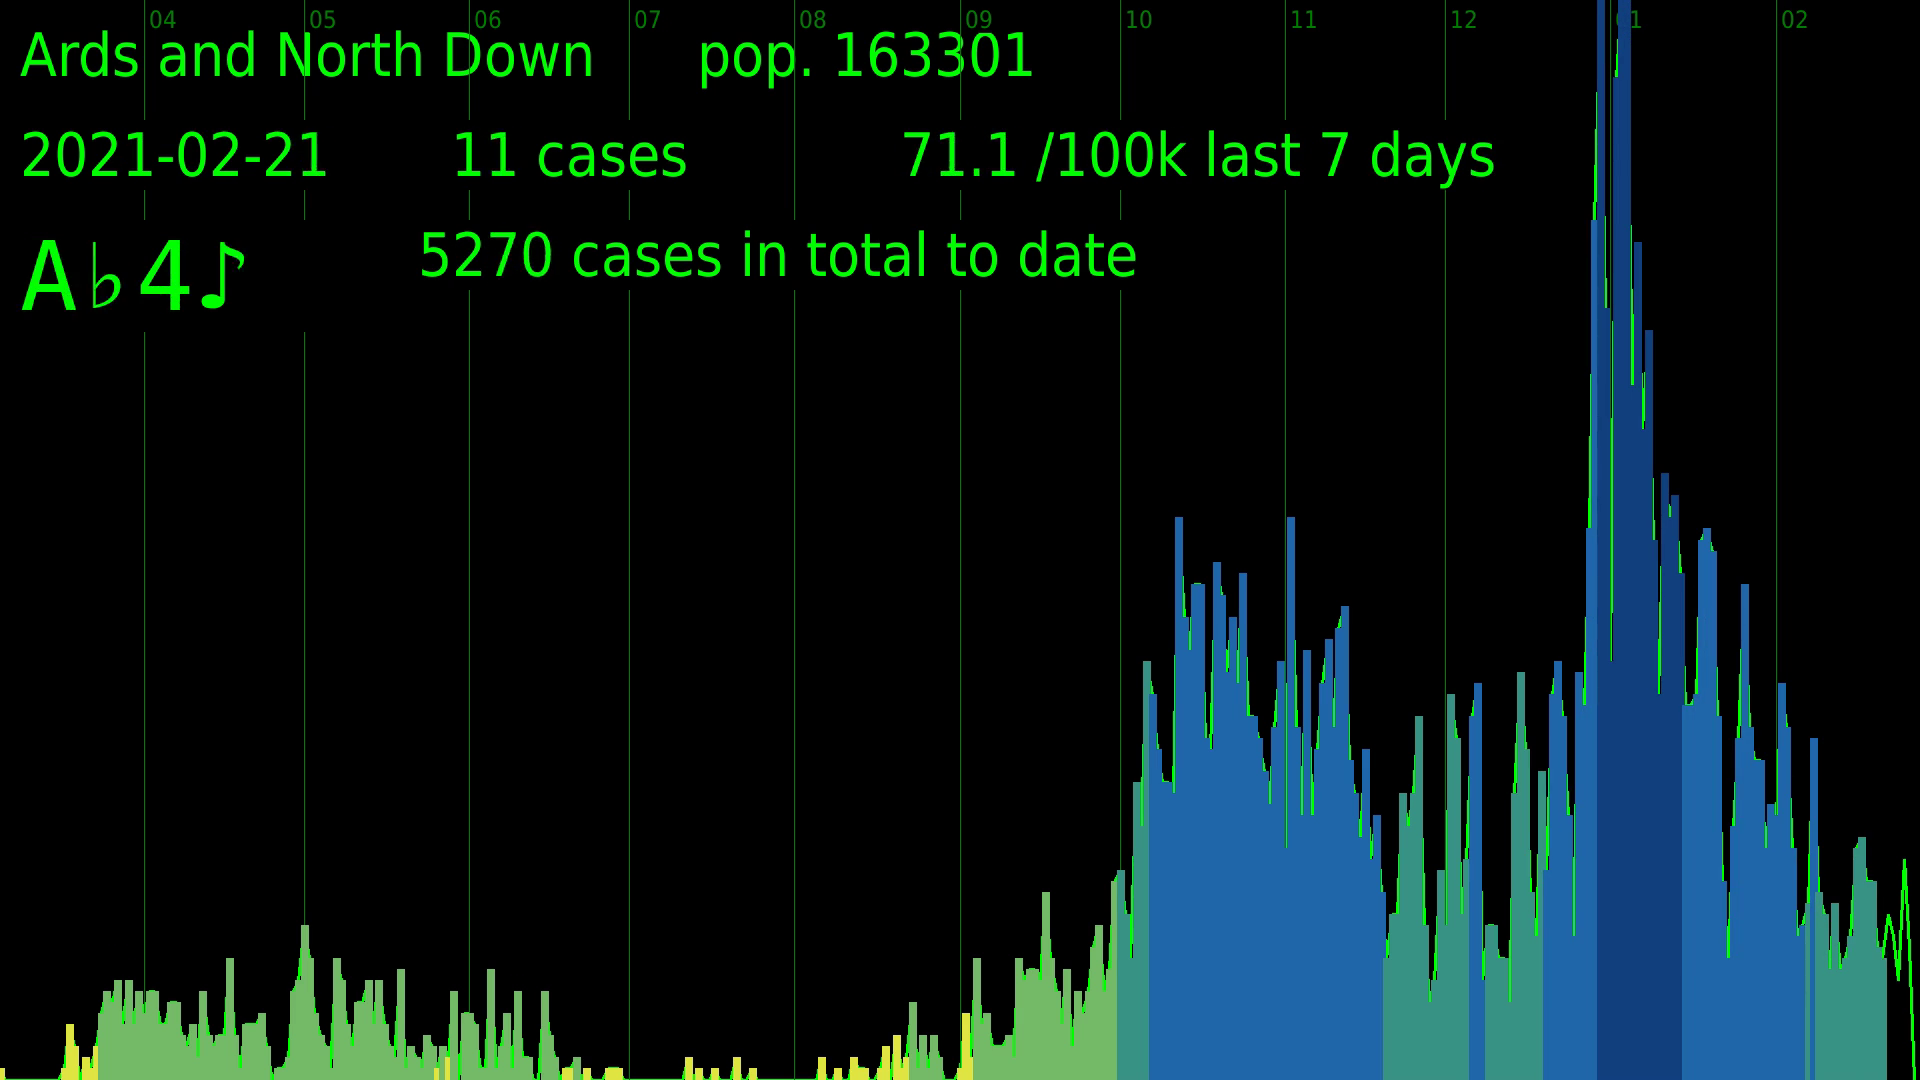 04 05 06 07 08 09 10 11 12 01 02
Ards and North Down pop. 163301
2021-02-21 11 cases 71.1 /100k last 7 days
A♭4♪ 5270 cases in total to date